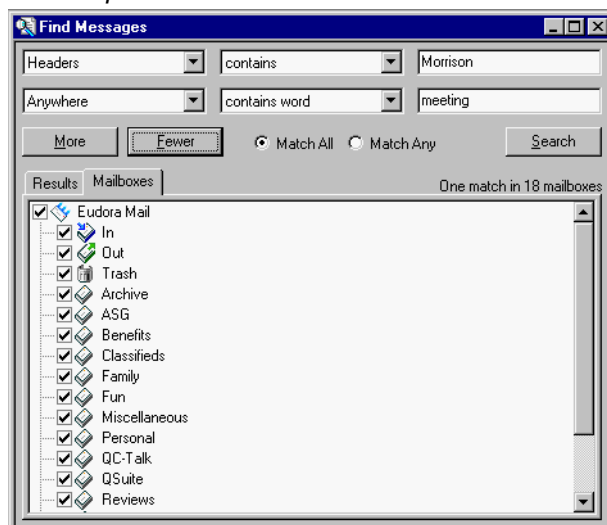 Find Messages
Headers contains Morrison
Anywhere contains word meeting
More Fewer Match All Match Any Search
Results Mailboxes One match in 18 mailboxes
Eudora Mail
In
Out
Trash
Archive
ASG
Benefits
Classifieds
Family
Fun
Miscellaneous
Personal
QC-Talk
QSuite
Reviews